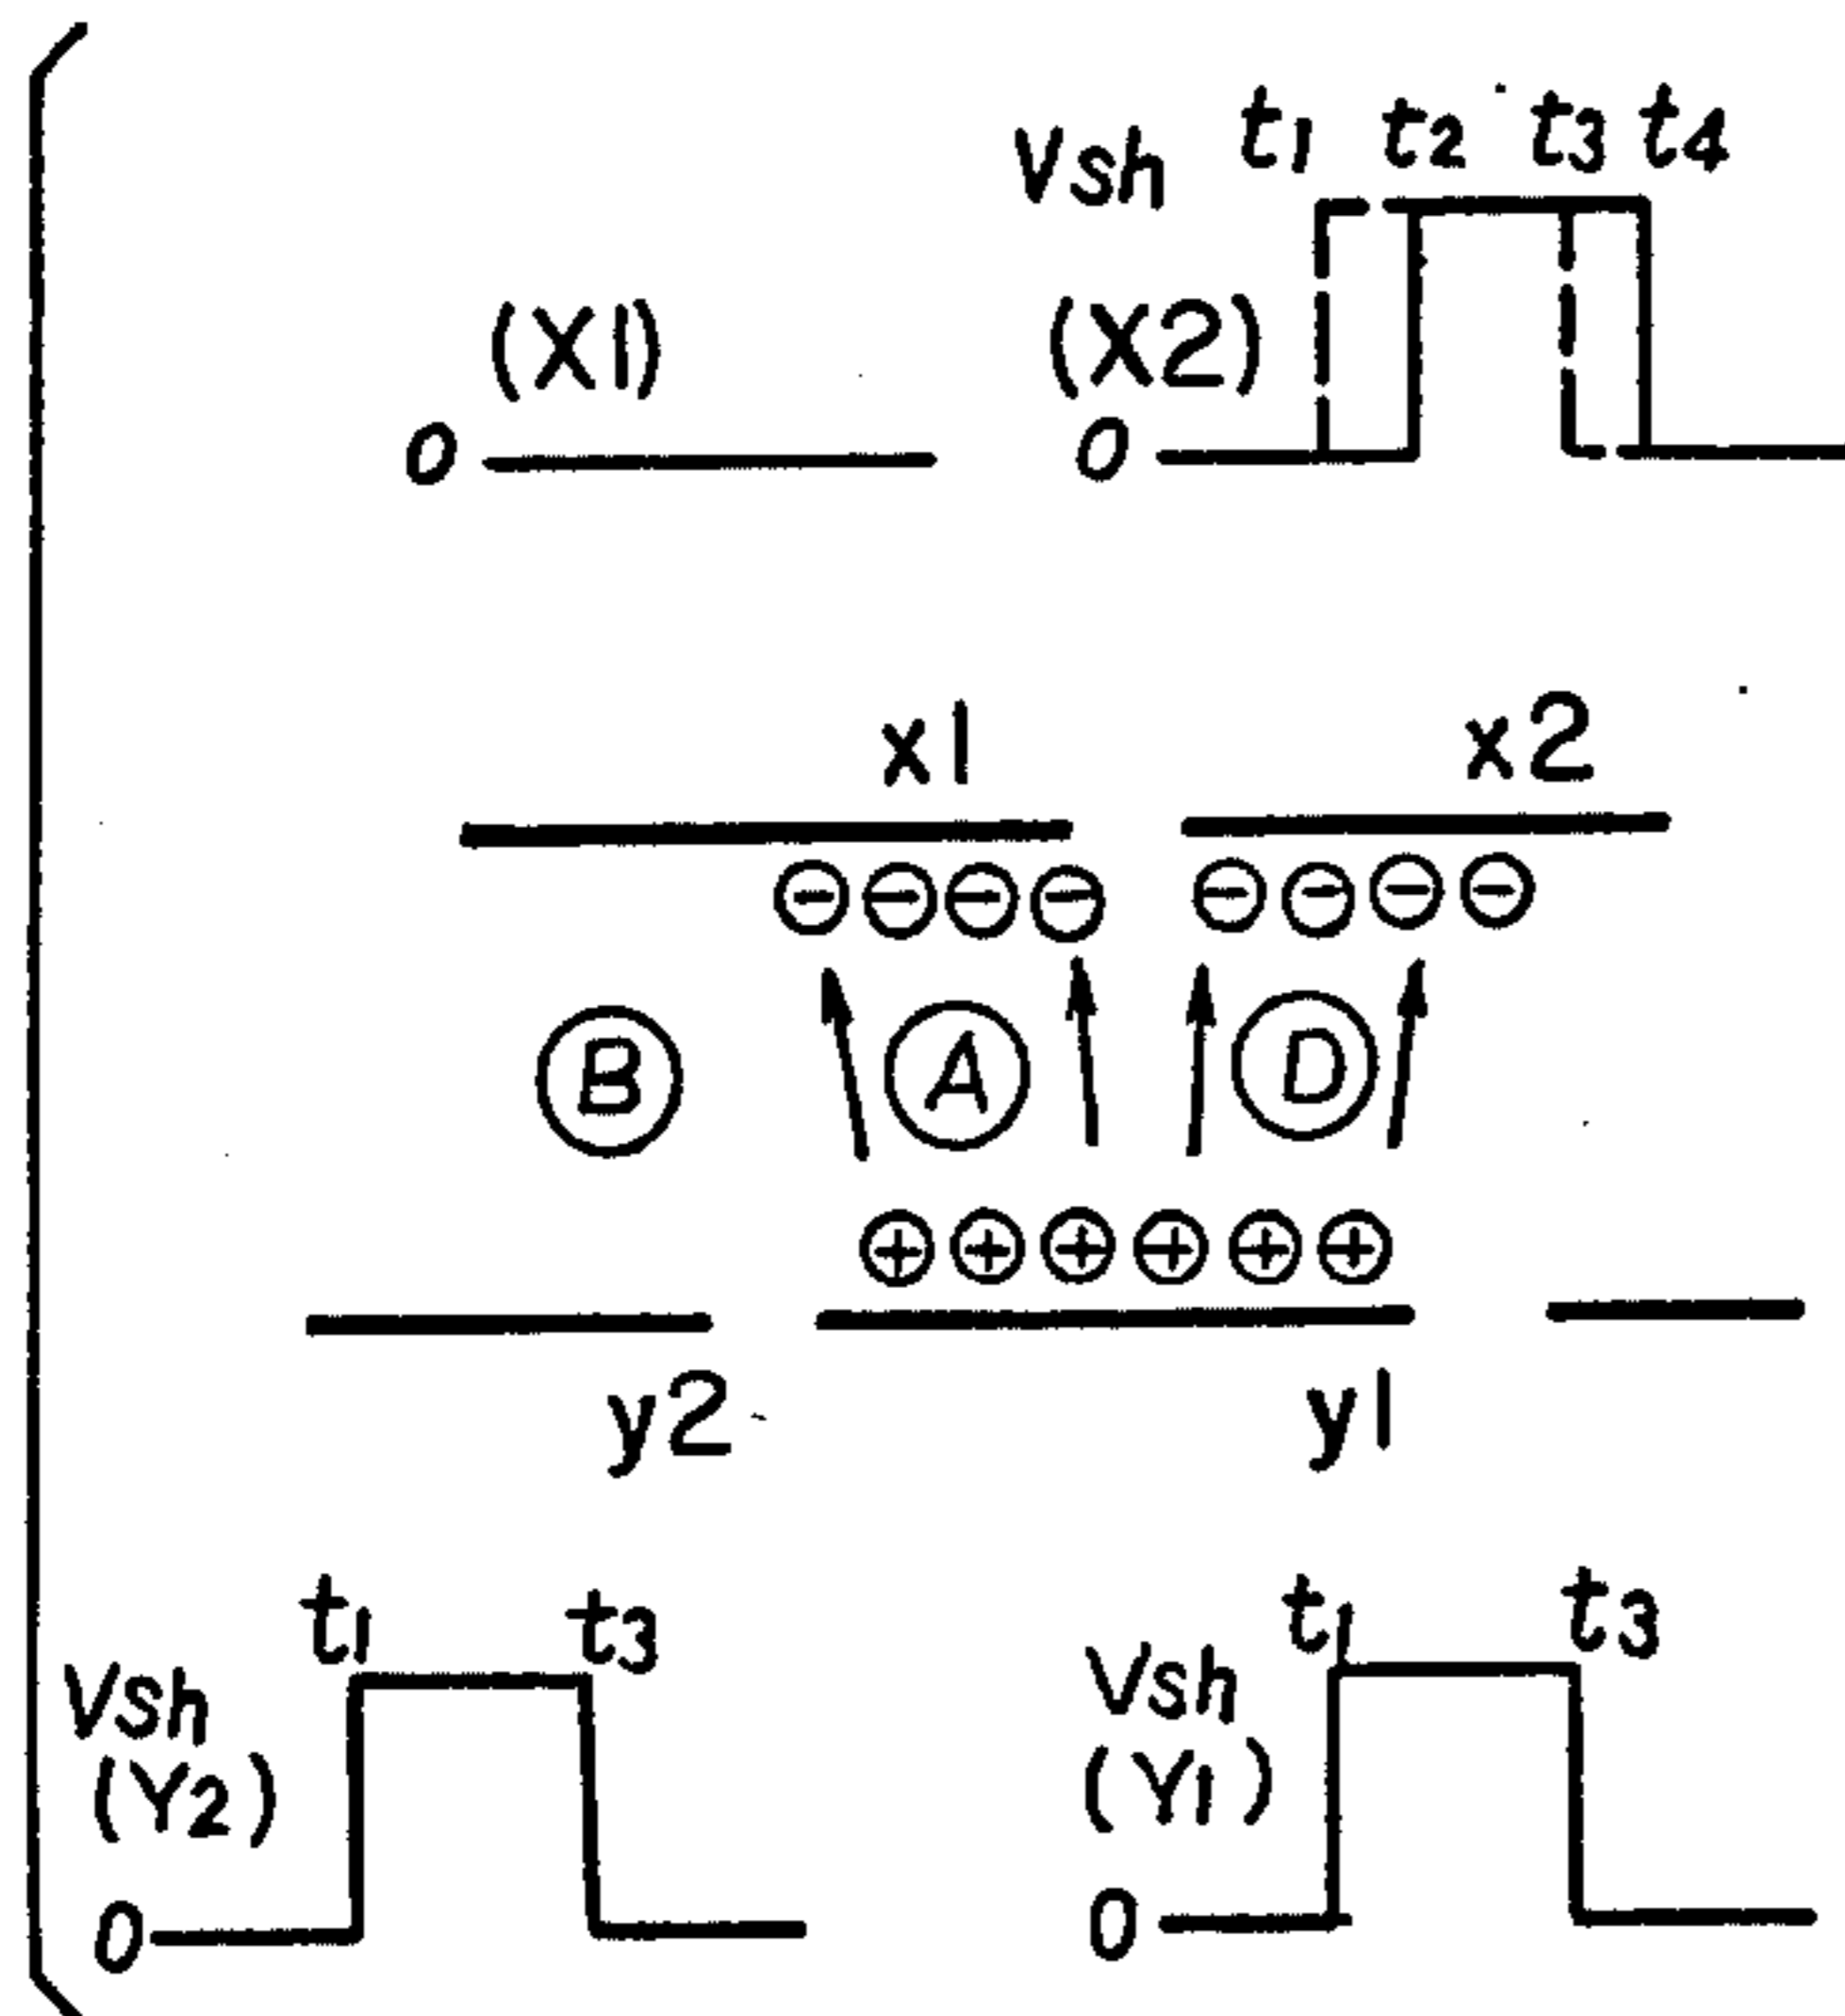 Vsh t1 t2 t3 t4
(X1) (X2)
0 0
x1 x2
⊖ ⊖ ⊖ ⊖ ⊖ ⊖ ⊖ ⊖
B A D
⊕ ⊕ ⊕ ⊕ ⊕ ⊕
y2 y1
t1 t3 t1 t3
Vsh Vsh
(Y2) (Y1)
0 0